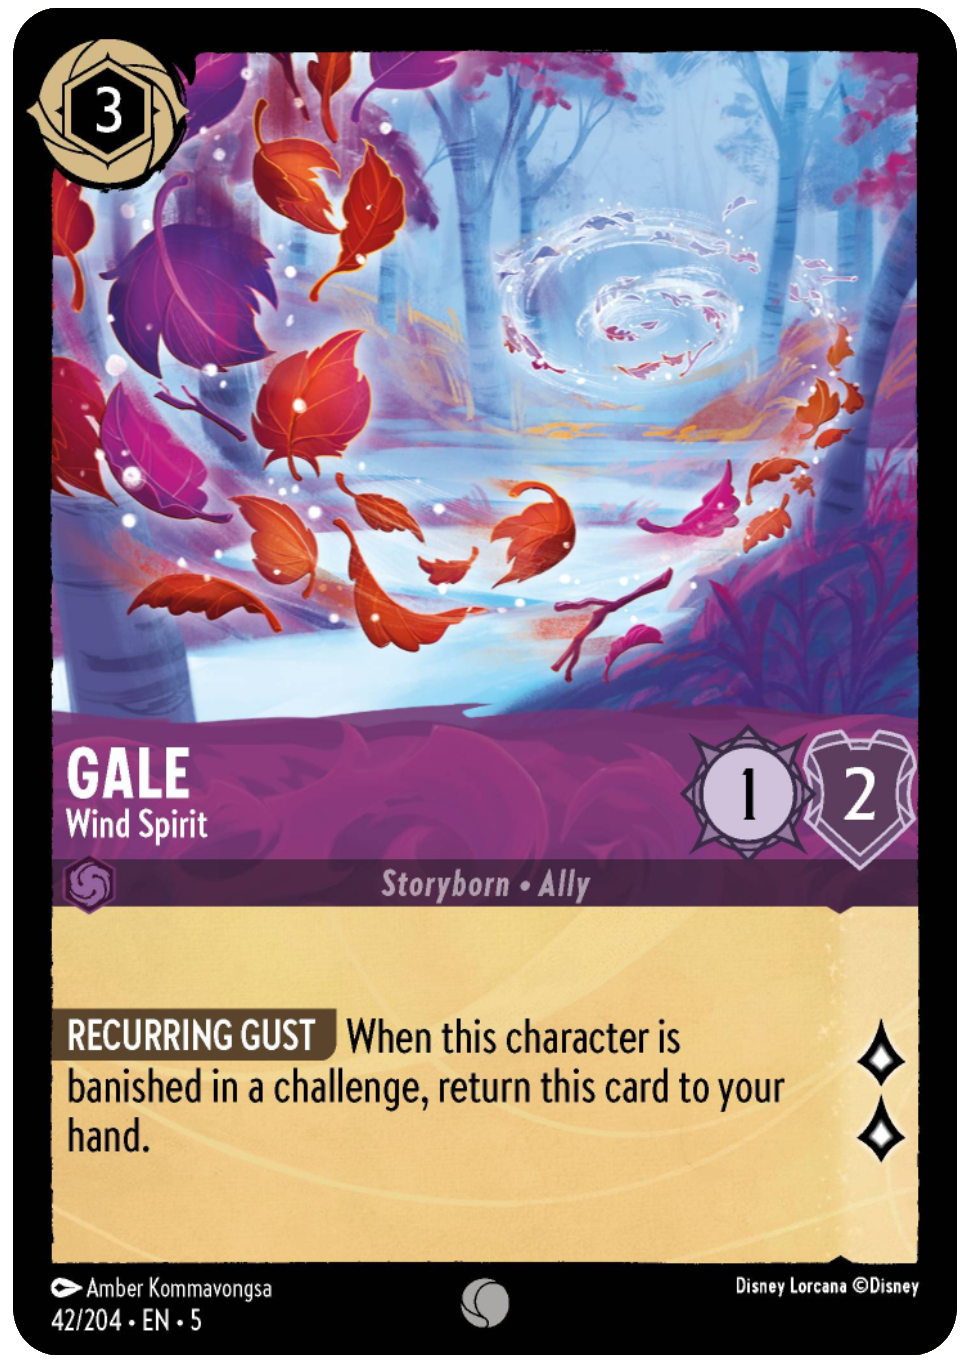 3
GALE
Wind Spirit
1
2
Storyborn • Ally
RECURRING GUST When this character is
banished in a challenge, return this card to your
hand.
Amber Kommavongsa
42/204 • EN • 5
Disney Lorcana ©Disney